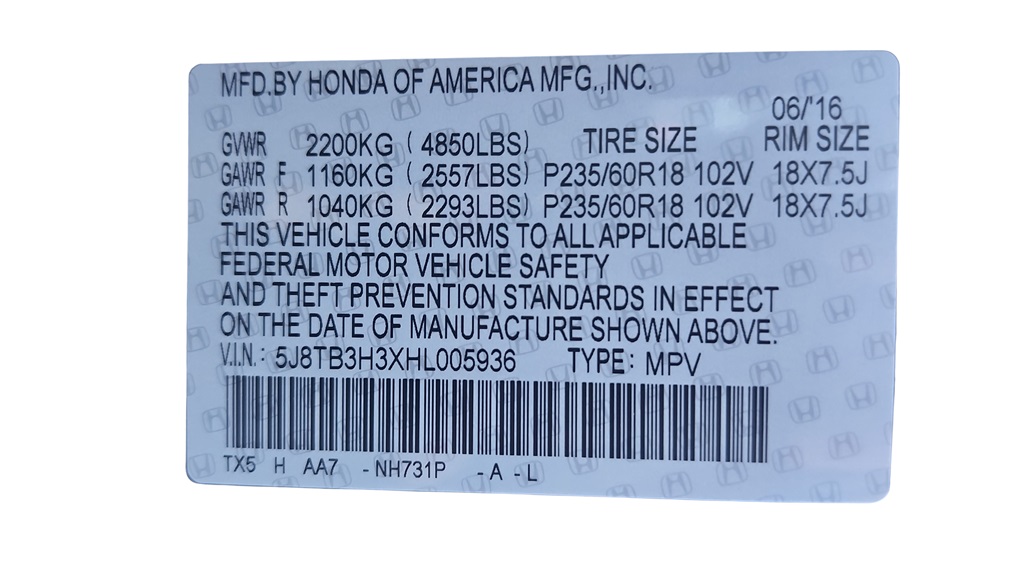 MFD.BY HONDA OF AMERICA MFG.,INC.
06/'16
GVWR 2200KG ( 4850LBS) TIRE SIZE RIM SIZE
GAWR F 1160KG ( 2557LBS) P235/60R18 102V 18X7.5J
GAWR R 1040KG ( 2293LBS) P235/60R18 102V 18X7.5J
THIS VEHICLE CONFORMS TO ALL APPLICABLE
FEDERAL MOTOR VEHICLE SAFETY
AND THEFT PREVENTION STANDARDS IN EFFECT
ON THE DATE OF MANUFACTURE SHOWN ABOVE.
V.I.N.: 5J8TB3H3XHL005936 TYPE: MPV
TX5 H AA7 -NH731P -A -L